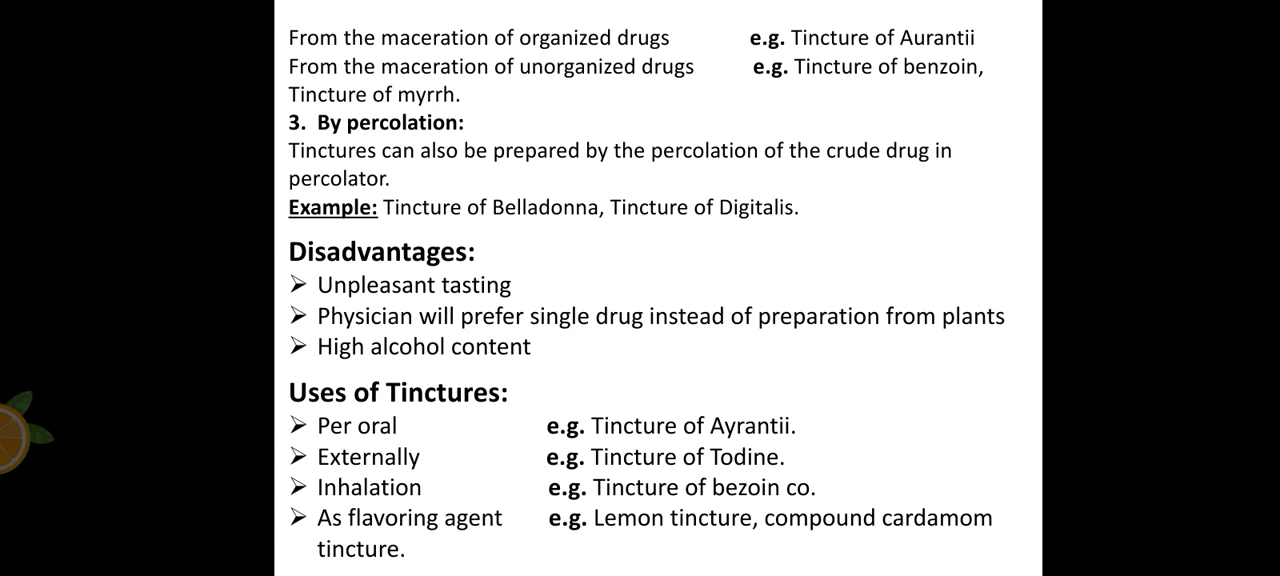 From the maceration of organized drugs e.g. Tincture of Aurantii
From the maceration of unorganized drugs e.g. Tincture of benzoin,
Tincture of myrrh.
3. By percolation:
Tinctures can also be prepared by the percolation of the crude drug in
percolator.
Example: Tincture of Belladonna, Tincture of Digitalis.
Disadvantages:
➢ Unpleasant tasting
➢ Physician will prefer single drug instead of preparation from plants
➢ High alcohol content
Uses of Tinctures:
➢ Per oral e.g. Tincture of Ayrantii.
➢ Externally e.g. Tincture of Todine.
➢ Inhalation e.g. Tincture of bezoin co.
➢ As flavoring agent e.g. Lemon tincture, compound cardamom
tincture.